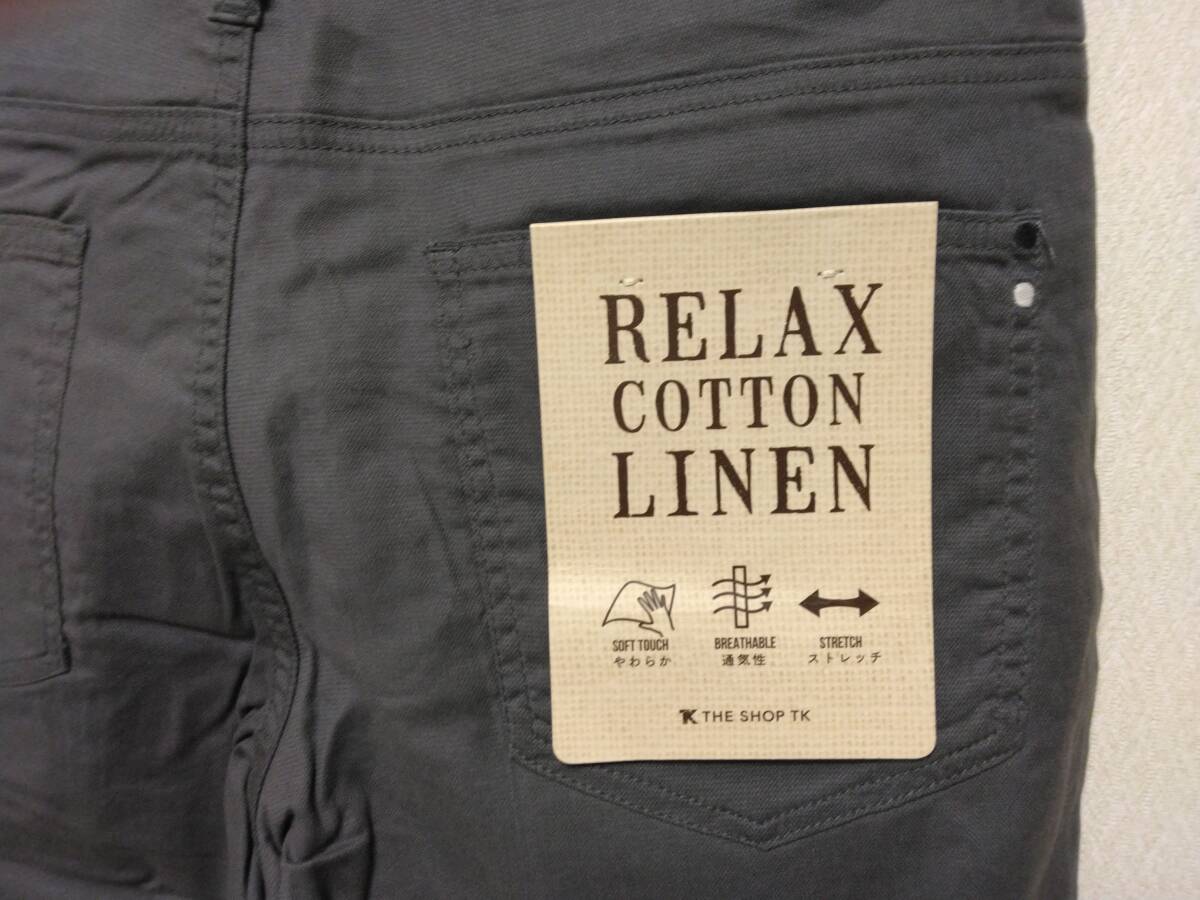 RELAX
COTTON
LINEN
SOFT TOUCH BREATHABLE STRETCH
やわらか 通気性 ストレッチ
TK THE SHOP TK